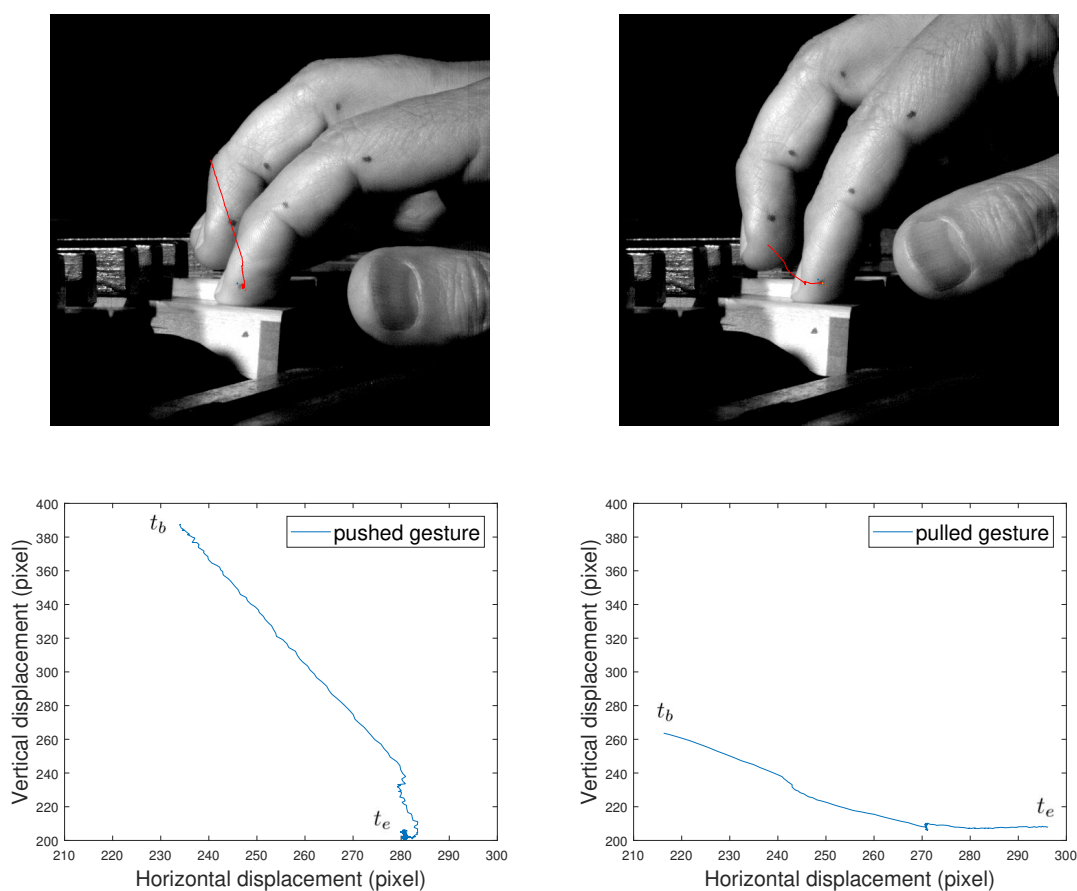 400
380
360
340
320
300
280
260
240
220
200
210 220 230 240 250 260 270 280 290 300
Vertical displacement (pixel)
Horizontal displacement (pixel)
pushed gesture
t_b
t_e
400
380
360
340
320
300
280
260
240
220
200
210 220 230 240 250 260 270 280 290 300
Vertical displacement (pixel)
Horizontal displacement (pixel)
pulled gesture
t_b
t_e